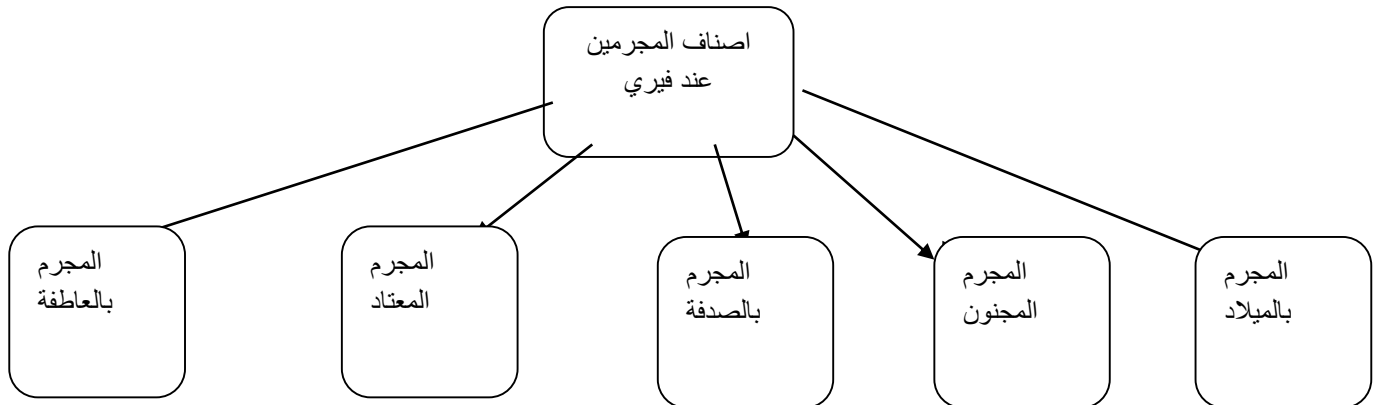 اصناف المجرمين
عند فيري
المجرم
بالميلاد
المجرم
المجنون
المجرم
بالصدفة
المجرم
المعتاد
المجرم
بالعاطفة